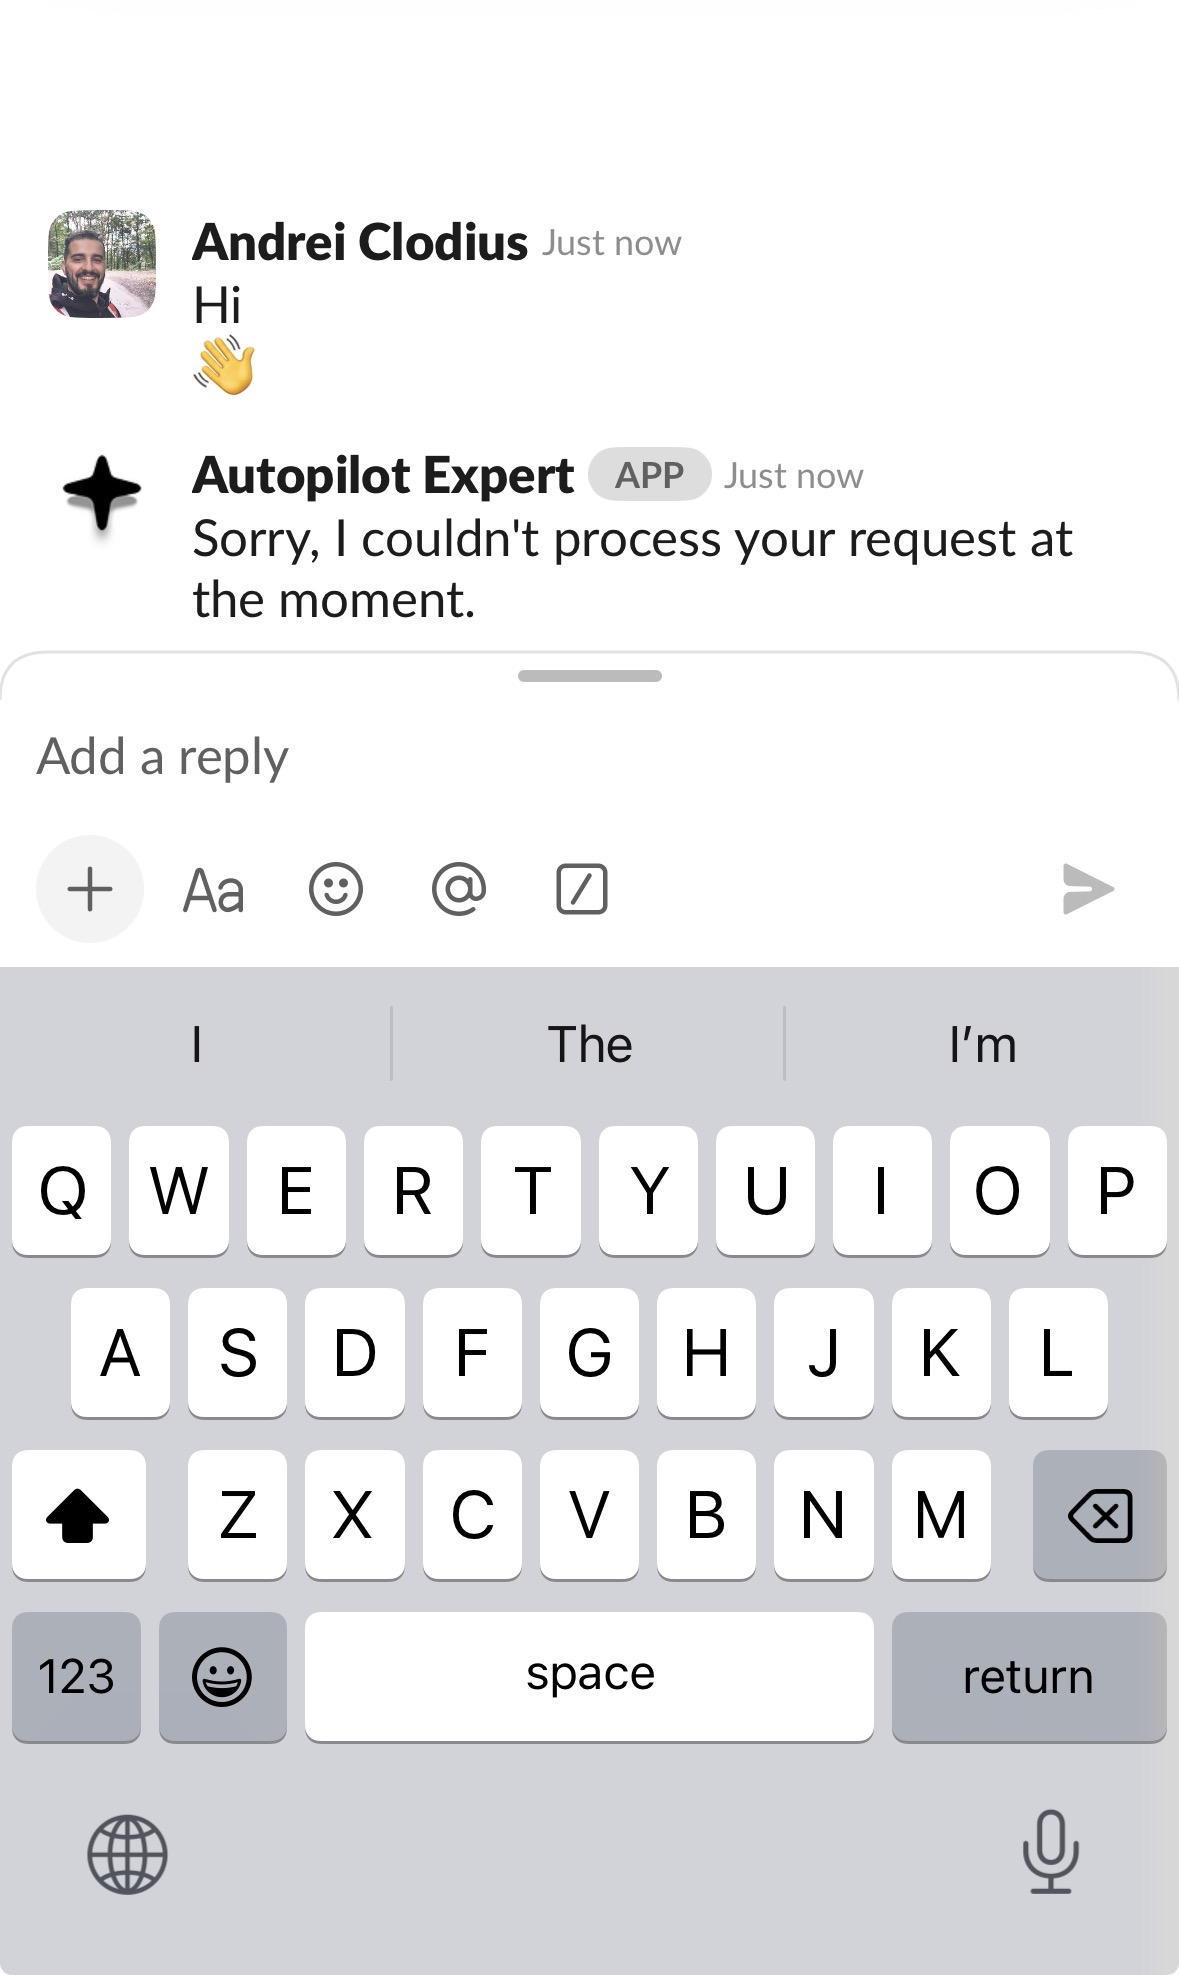 Andrei Clodius Just now
Hi
👋
Autopilot Expert APP Just now
Sorry, I couldn't process your request at
the moment.
Add a reply
Aa @
I The I’m
Q W E R T Y U I O P
A S D F G H J K L
Z X C V B N M
123 space return